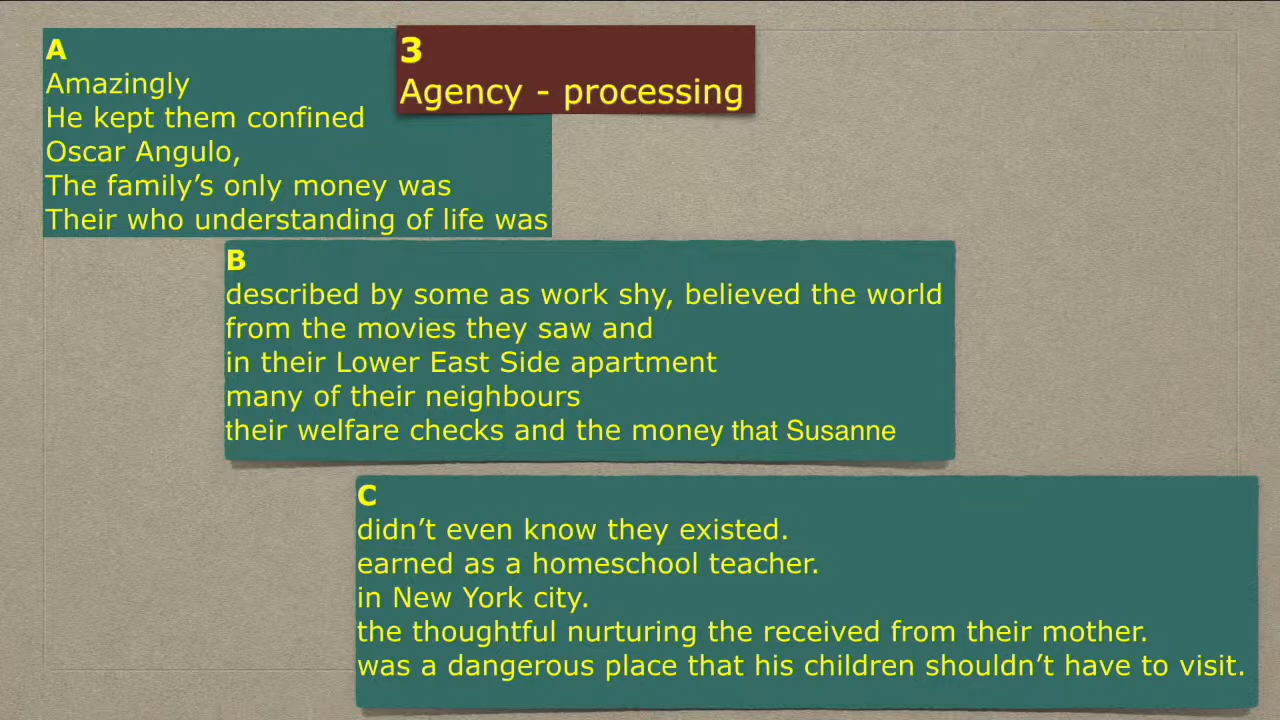 A
Amazingly
He kept them confined
Oscar Angulo,
The family’s only money was
Their who understanding of life was
3
Agency - processing
B
described by some as work shy, believed the world
from the movies they saw and
in their Lower East Side apartment
many of their neighbours
their welfare checks and the money that Susanne
C
didn’t even know they existed.
earned as a homeschool teacher.
in New York city.
the thoughtful nurturing the received from their mother.
was a dangerous place that his children shouldn’t have to visit.